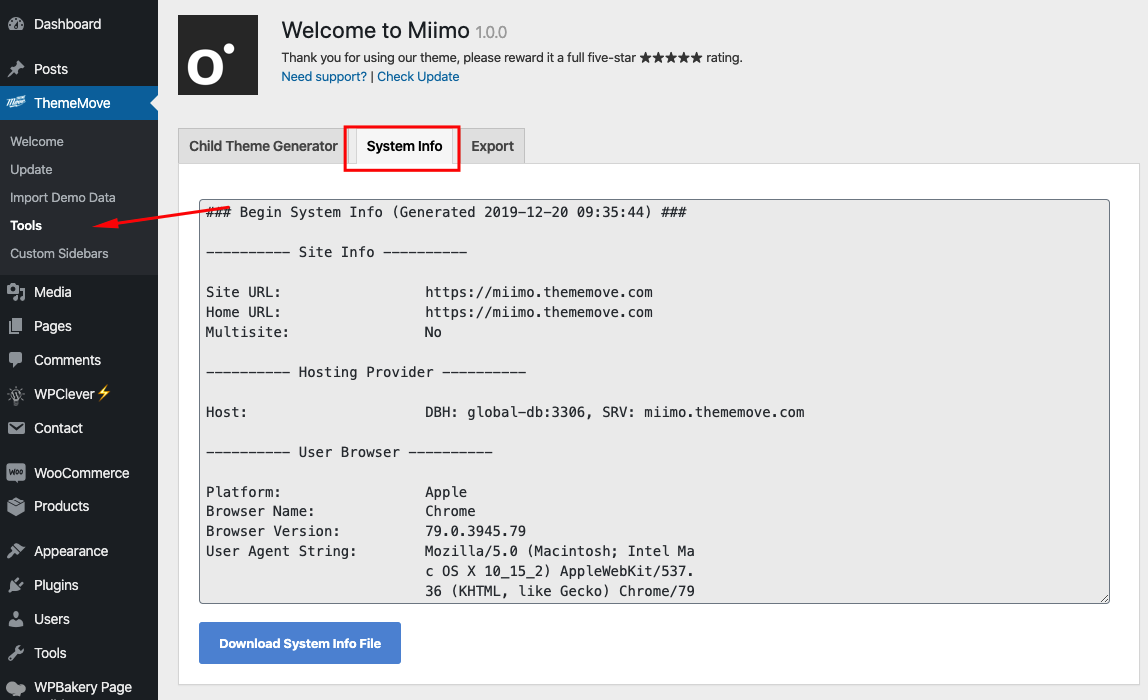 Dashboard
Posts
ThemeMove
Welcome
Update
Import Demo Data
Tools
Custom Sidebars
Media
Pages
Comments
WPClever⚡
Contact
WooCommerce
Products
Appearance
Plugins
Users
Tools
WPBakery Page
Welcome to Miimo 1.0.0
Thank you for using our theme, please reward it a full five-star ★★★★★ rating.
Need support? | Check Update
Child Theme Generator
System Info
Export
### Begin System Info (Generated 2019-12-20 09:35:44) ###
---------- Site Info ----------
Site URL: https://miimo.thememove.com
Home URL: https://miimo.thememove.com
Multisite: No
---------- Hosting Provider ----------
Host: DBH: global-db:3306, SRV: miimo.thememove.com
---------- User Browser ----------
Platform: Apple
Browser Name: Chrome
Browser Version: 79.0.3945.79
User Agent String: Mozilla/5.0 (Macintosh; Intel Ma
c OS X 10_15_2) AppleWebKit/537.
36 (KHTML, like Gecko) Chrome/79
Download System Info File